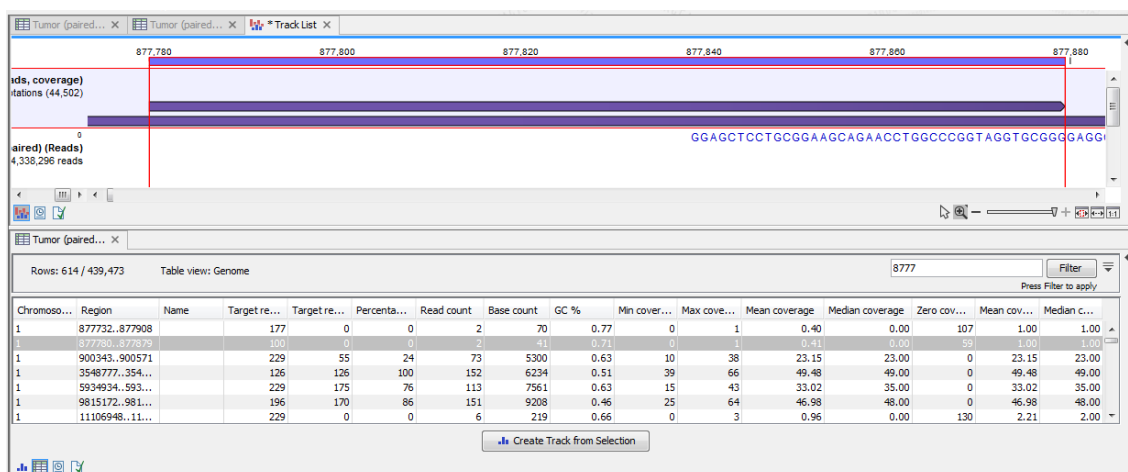 Tumor (paired... Tumor (paired... * Track List
877,780 877,800 877,820 877,840 877,860 877,880
ads, coverage)
otations (44,502)
0
GGAGCTCCTGCGGAAGCAGAACCTGGCCCGGTAGGTGCGGGGAGG
aired) (Reads)
4,338,296 reads
1:1
Tumor (paired...
Rows: 614 / 439,473 Table view: Genome 8777 Filter
Press Filter to apply
Chromoso... Region Name Target re... Target re... Percenta... Read count Base count GC % Min cover... Max cove... Mean coverage Median coverage Zero cov... Mean cov... Median c...
1 877732..877908 177 0 0 2 70 0.77 0 1 0.40 0.00 107 1.00 1.00
1 877780..877879 100 0 0 2 41 0.71 0 1 0.41 0.00 59 1.00 1.00
1 900343..900571 229 55 24 73 5300 0.63 10 38 23.15 23.00 0 23.15 23.00
1 3548777..354... 126 126 100 152 6234 0.51 39 66 49.48 49.00 0 49.48 49.00
1 5934934..593... 229 175 76 113 7561 0.63 15 43 33.02 35.00 0 33.02 35.00
1 9815172..981... 196 170 86 151 9208 0.46 25 64 46.98 48.00 0 46.98 48.00
1 11106948..11... 229 0 0 6 219 0.66 0 3 0.96 0.00 130 2.21 2.00
Create Track from Selection